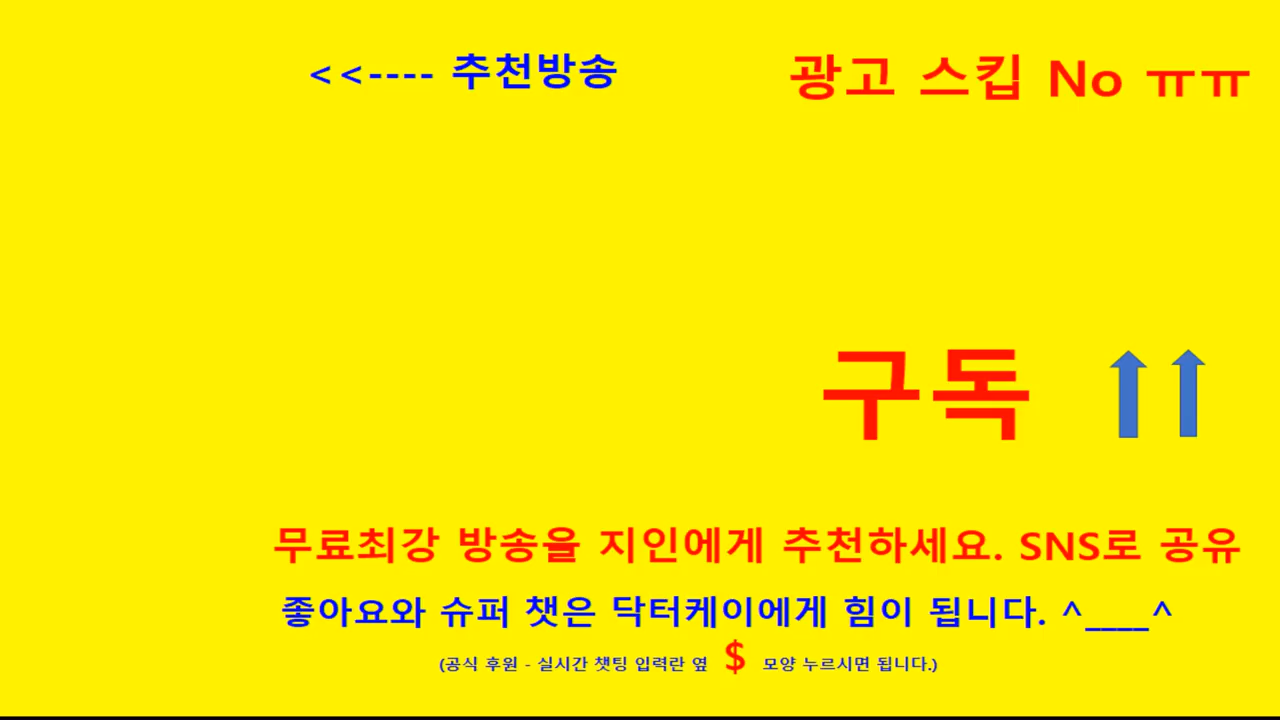 <<---- 추천방송
광고 스킵 No ㅠㅠ
구독
무료최강 방송을 지인에게 추천하세요. SNS로 공유
좋아요와 슈퍼 챗은 닥터케이에게 힘이 됩니다. ^____^
(공식 후원 - 실시간 챗팅 입력란 옆 $ 모양 누르시면 됩니다.)